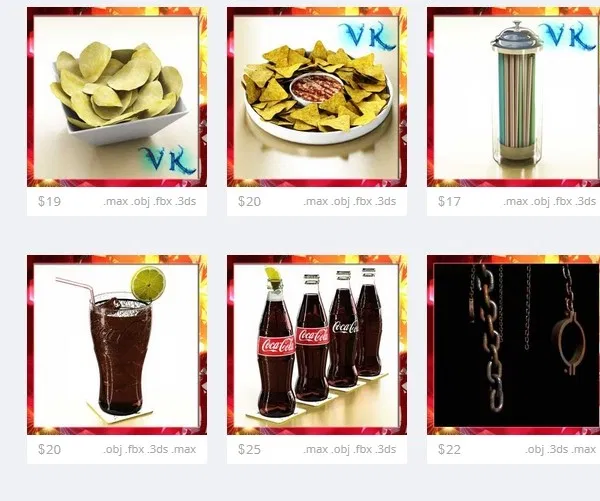 VK
VK
VK
$19 .max .obj .fbx .3ds
$20 .max .obj .fbx .3ds
$17 .max .obj .fbx .3ds
Coca-Cola
Coca-Cola
Coca-Cola
$20 .obj .fbx .3ds .max
$25 .max .obj .fbx .3ds
$22 .obj .3ds .max